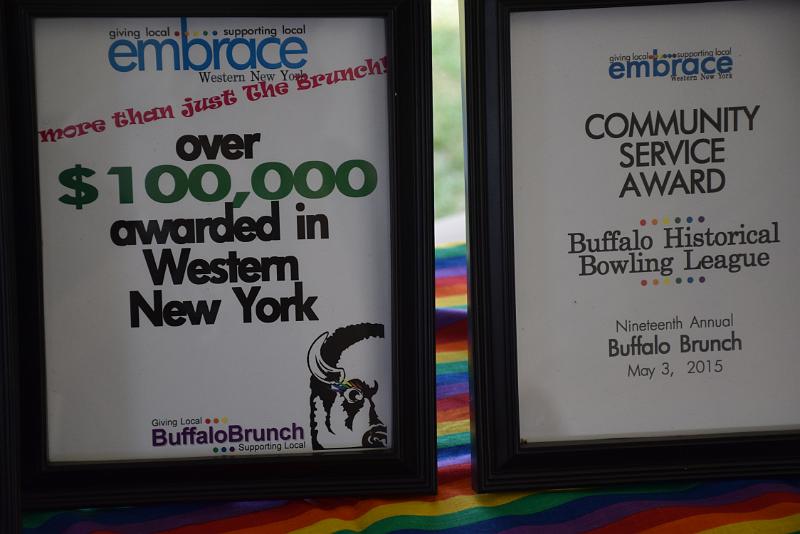 giving local supporting local
embrace
Western New York
more than just The Brunch!
over
$100,000
awarded in
Western
New York
Giving Local
BuffaloBrunch
Supporting Local
giving local supporting local
embrace
Western New York
COMMUNITY
SERVICE
AWARD
Buffalo Historical
Bowling League
Nineteenth Annual
Buffalo Brunch
May 3, 2015